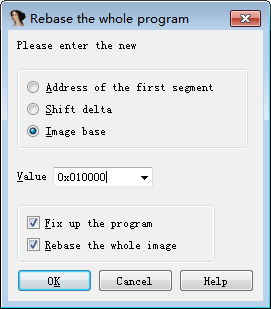 Rebase the whole program
Please enter the new
Address of the first segment
Shift delta
Image base
Value 0x010000
Fix up the program
Rebase the whole image
OK Cancel Help